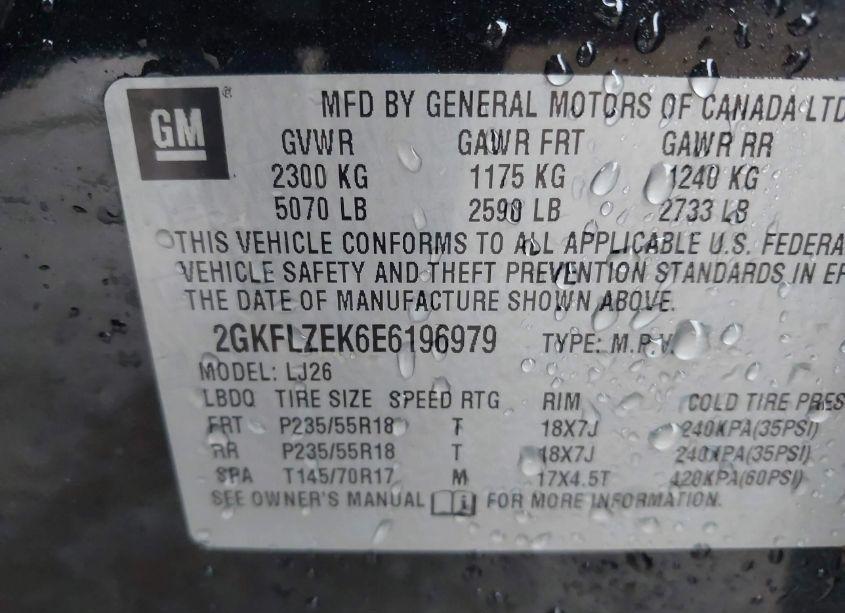 GM ® MFD BY GENERAL MOTORS OF CANADA LTD
GVWR GAWR FRT GAWR RR
2300 KG 1175 KG 1240 KG
5070 LB 2590 LB 2733 LB
THIS VEHICLE CONFORMS TO ALL APPLICABLE U.S. FEDERA
VEHICLE SAFETY AND THEFT PREVENTION STANDARDS IN EF
THE DATE OF MANUFACTURE SHOWN ABOVE.
2GKFLZEK6E6196979 TYPE: M.P.V.
MODEL: LJ26
LBDQ TIRE SIZE SPEED RTG RIM COLD TIRE PRES
FRT P235/55R18 T 18X7J 240KPA(35PSI)
RR P235/55R18 T 18X7J 240KPA(35PSI)
SPA T145/70R17 M 17X4.5T 420KPA(60PSI)
SEE OWNER'S MANUAL FOR MORE INFORMATION.